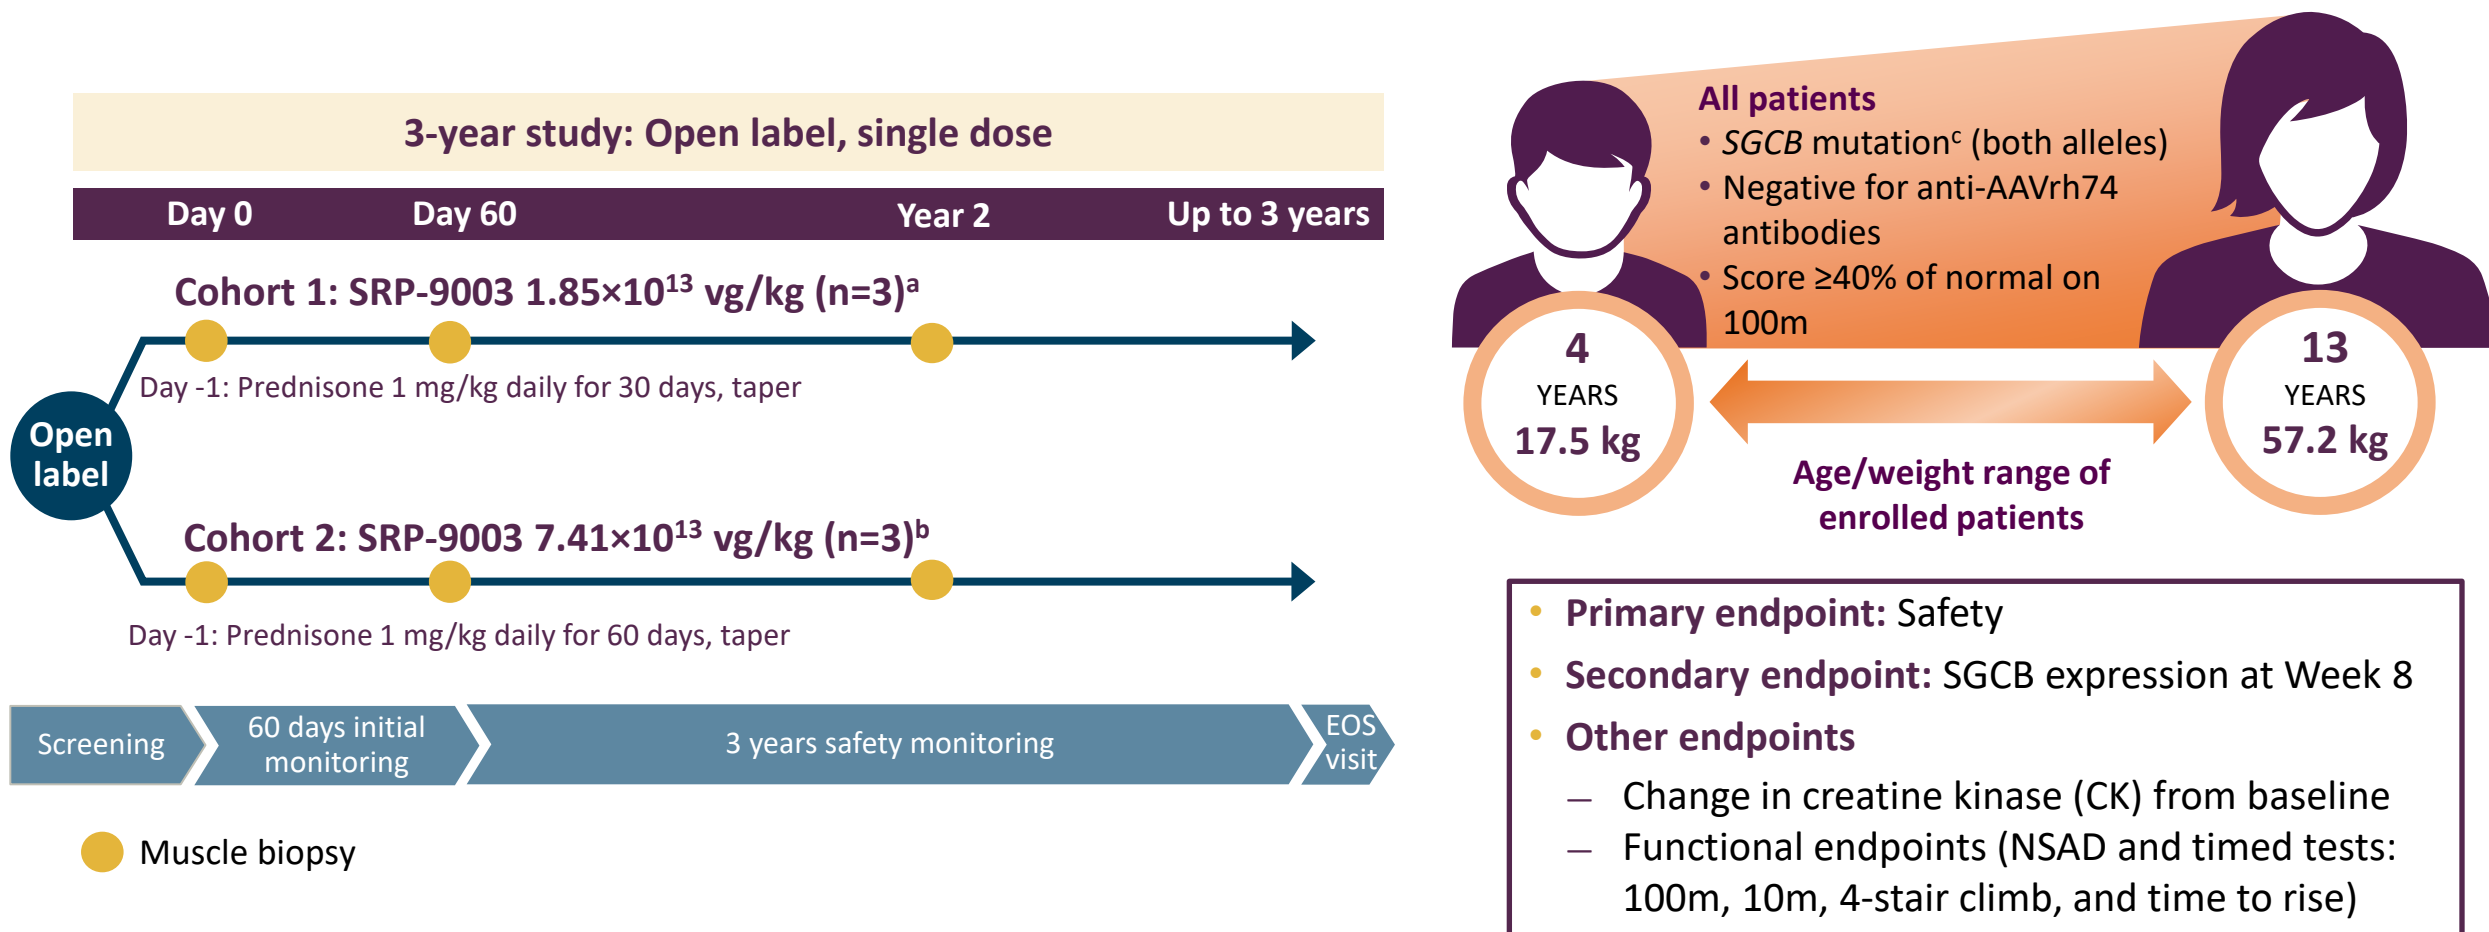 3-year study: Open label, single dose
Day 0 Day 60 Year 2 Up to 3 years
Cohort 1: SRP-9003 1.85×10¹³ vg/kg (n=3)ᵃ
Day -1: Prednisone 1 mg/kg daily for 30 days, taper
Open
label
Cohort 2: SRP-9003 7.41×10¹³ vg/kg (n=3)ᵇ
Day -1: Prednisone 1 mg/kg daily for 60 days, taper
Screening
60 days initial
monitoring
3 years safety monitoring
EOS
visit
Muscle biopsy
All patients
• SGCB mutationᶜ (both alleles)
• Negative for anti-AAVrh74
antibodies
• Score ≥40% of normal on
100m
4
YEARS
17.5 kg
13
YEARS
57.2 kg
Age/weight range of
enrolled patients
• Primary endpoint: Safety
• Secondary endpoint: SGCB expression at Week 8
• Other endpoints
– Change in creatine kinase (CK) from baseline
– Functional endpoints (NSAD and timed tests:
100m, 10m, 4-stair climb, and time to rise)